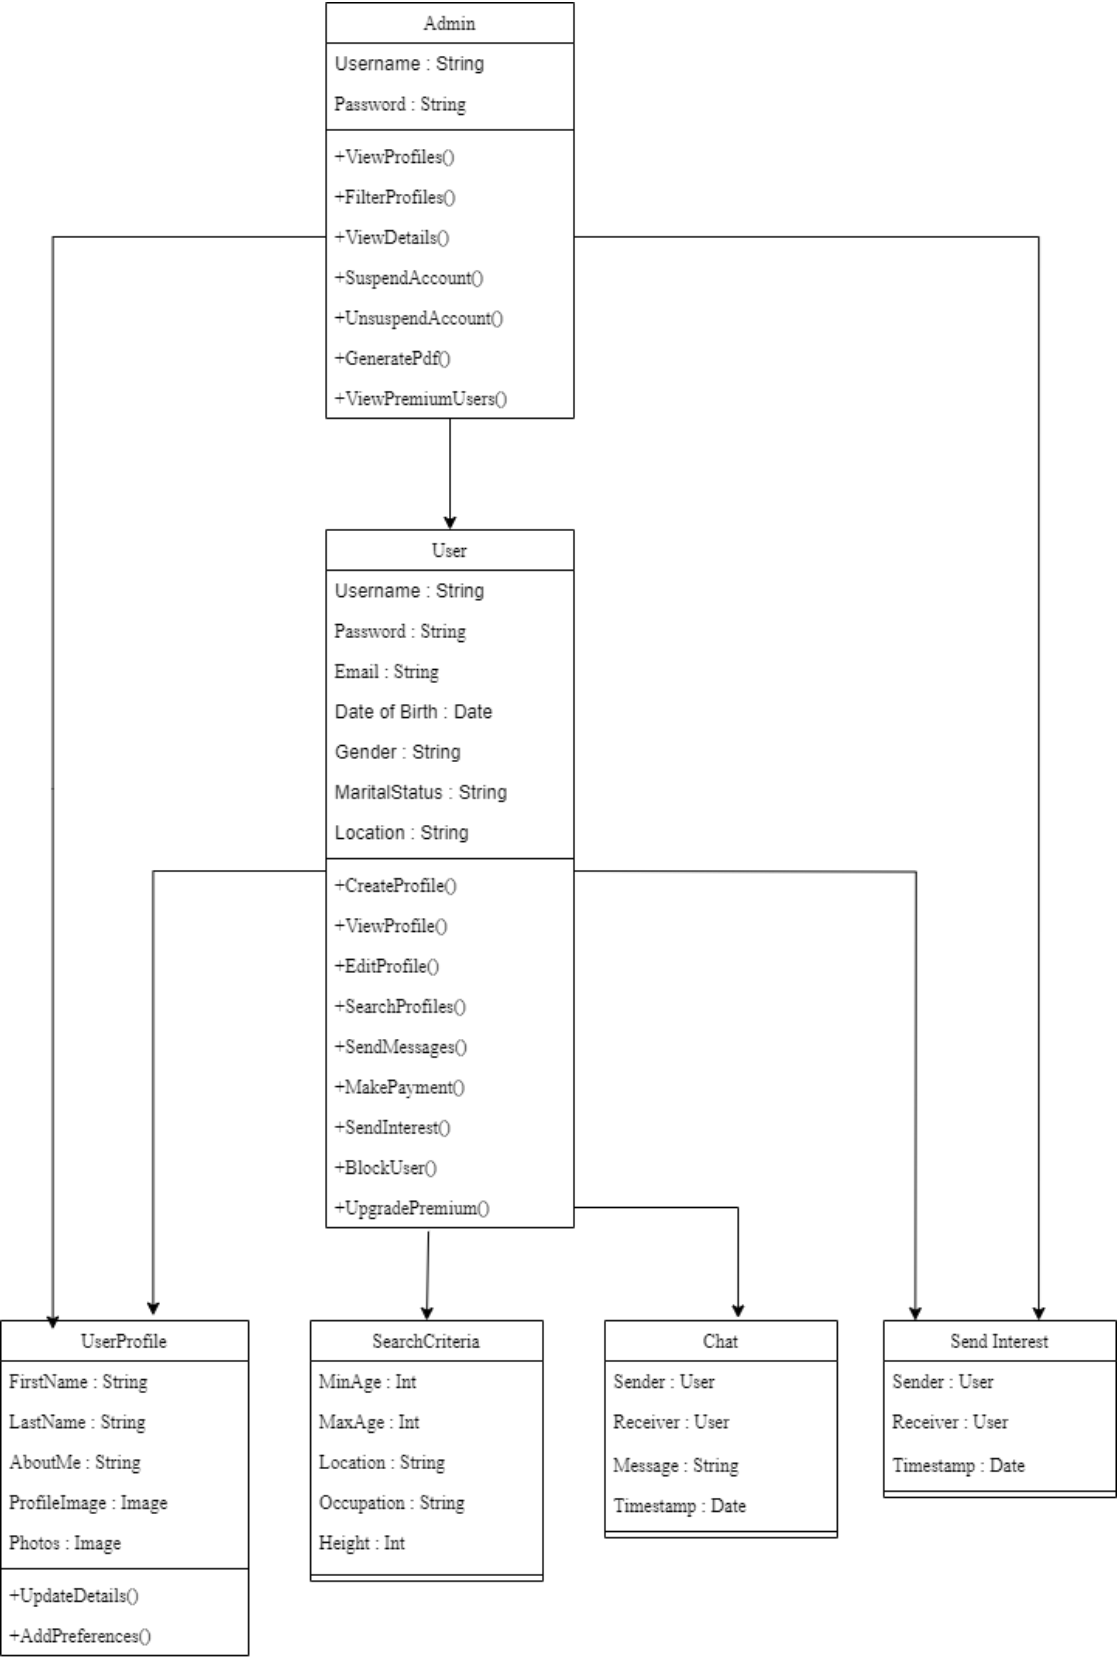 Admin
Username : String
Password : String
+ViewProfiles()
+FilterProfiles()
+ViewDetails()
+SuspendAccount()
+UnsuspendAccount()
+GeneratePdf()
+ViewPremiumUsers()
User
Username : String
Password : String
Email : String
Date of Birth : Date
Gender : String
MaritalStatus : String
Location : String
+CreateProfile()
+ViewProfile()
+EditProfile()
+SearchProfiles()
+SendMessages()
+MakePayment()
+SendInterest()
+BlockUser()
+UpgradePremium()
UserProfile
FirstName : String
LastName : String
AboutMe : String
ProfileImage : Image
Photos : Image
+UpdateDetails()
+AddPreferences()
SearchCriteria
MinAge : Int
MaxAge : Int
Location : String
Occupation : String
Height : Int
Chat
Sender : User
Receiver : User
Message : String
Timestamp : Date
Send Interest
Sender : User
Receiver : User
Timestamp : Date